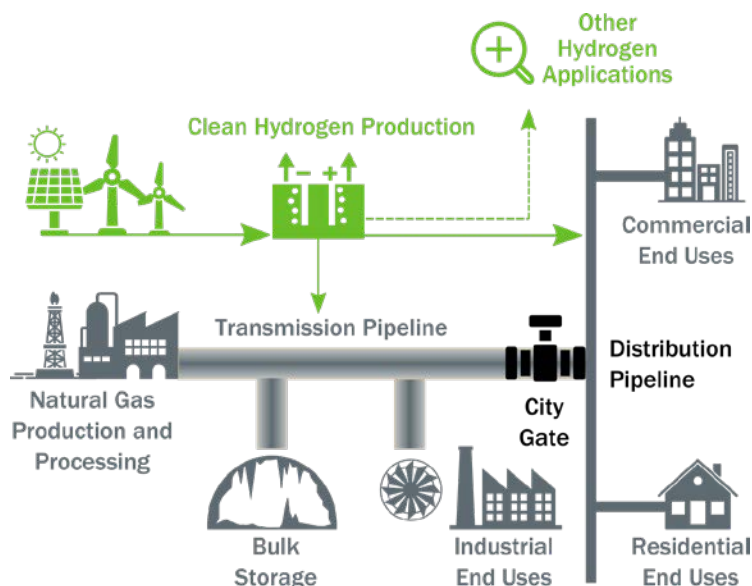 Other
Hydrogen
Applications
Clean Hydrogen Production
Commercial
End Uses
Transmission Pipeline
Distribution
Pipeline
Natural Gas
Production and
Processing
City
Gate
Bulk
Storage
Industrial
End Uses
Residential
End Uses